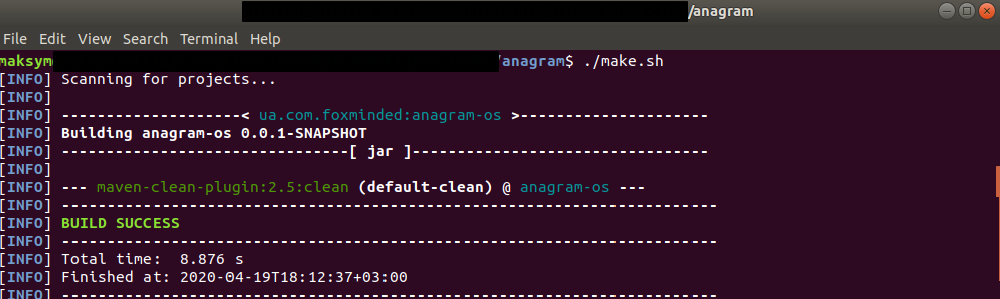 /anagram
File Edit View Search Terminal Help
maksym /anagram$ ./make.sh
[INFO] Scanning for projects...
[INFO]
[INFO] --------------------< ua.com.foxminded:anagram-os >---------------------
[INFO] Building anagram-os 0.0.1-SNAPSHOT
[INFO] --------------------------------[ jar ]---------------------------------
[INFO]
[INFO] --- maven-clean-plugin:2.5:clean (default-clean) @ anagram-os ---
[INFO] ------------------------------------------------------------------------
[INFO] BUILD SUCCESS
[INFO] ------------------------------------------------------------------------
[INFO] Total time:  8.876 s
[INFO] Finished at: 2020-04-19T18:12:37+03:00
[INFO] ------------------------------------------------------------------------